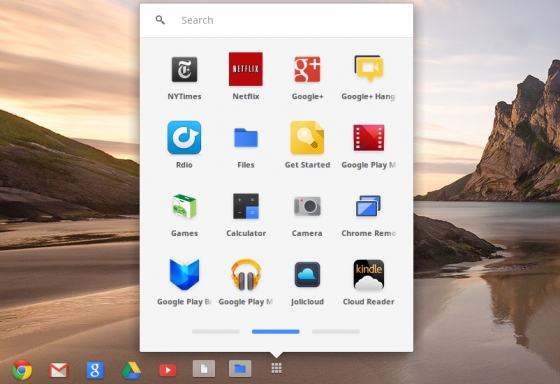 Search
NETFLIX
g+
NYTimes
Netflix
Google+
Google+ Hang
Rdio
Files
Get Started
Google Play M
Games
Calculator
Camera
Chrome Remo
kindle
Google Play B
Google Play M
Jolicloud
Cloud Reader